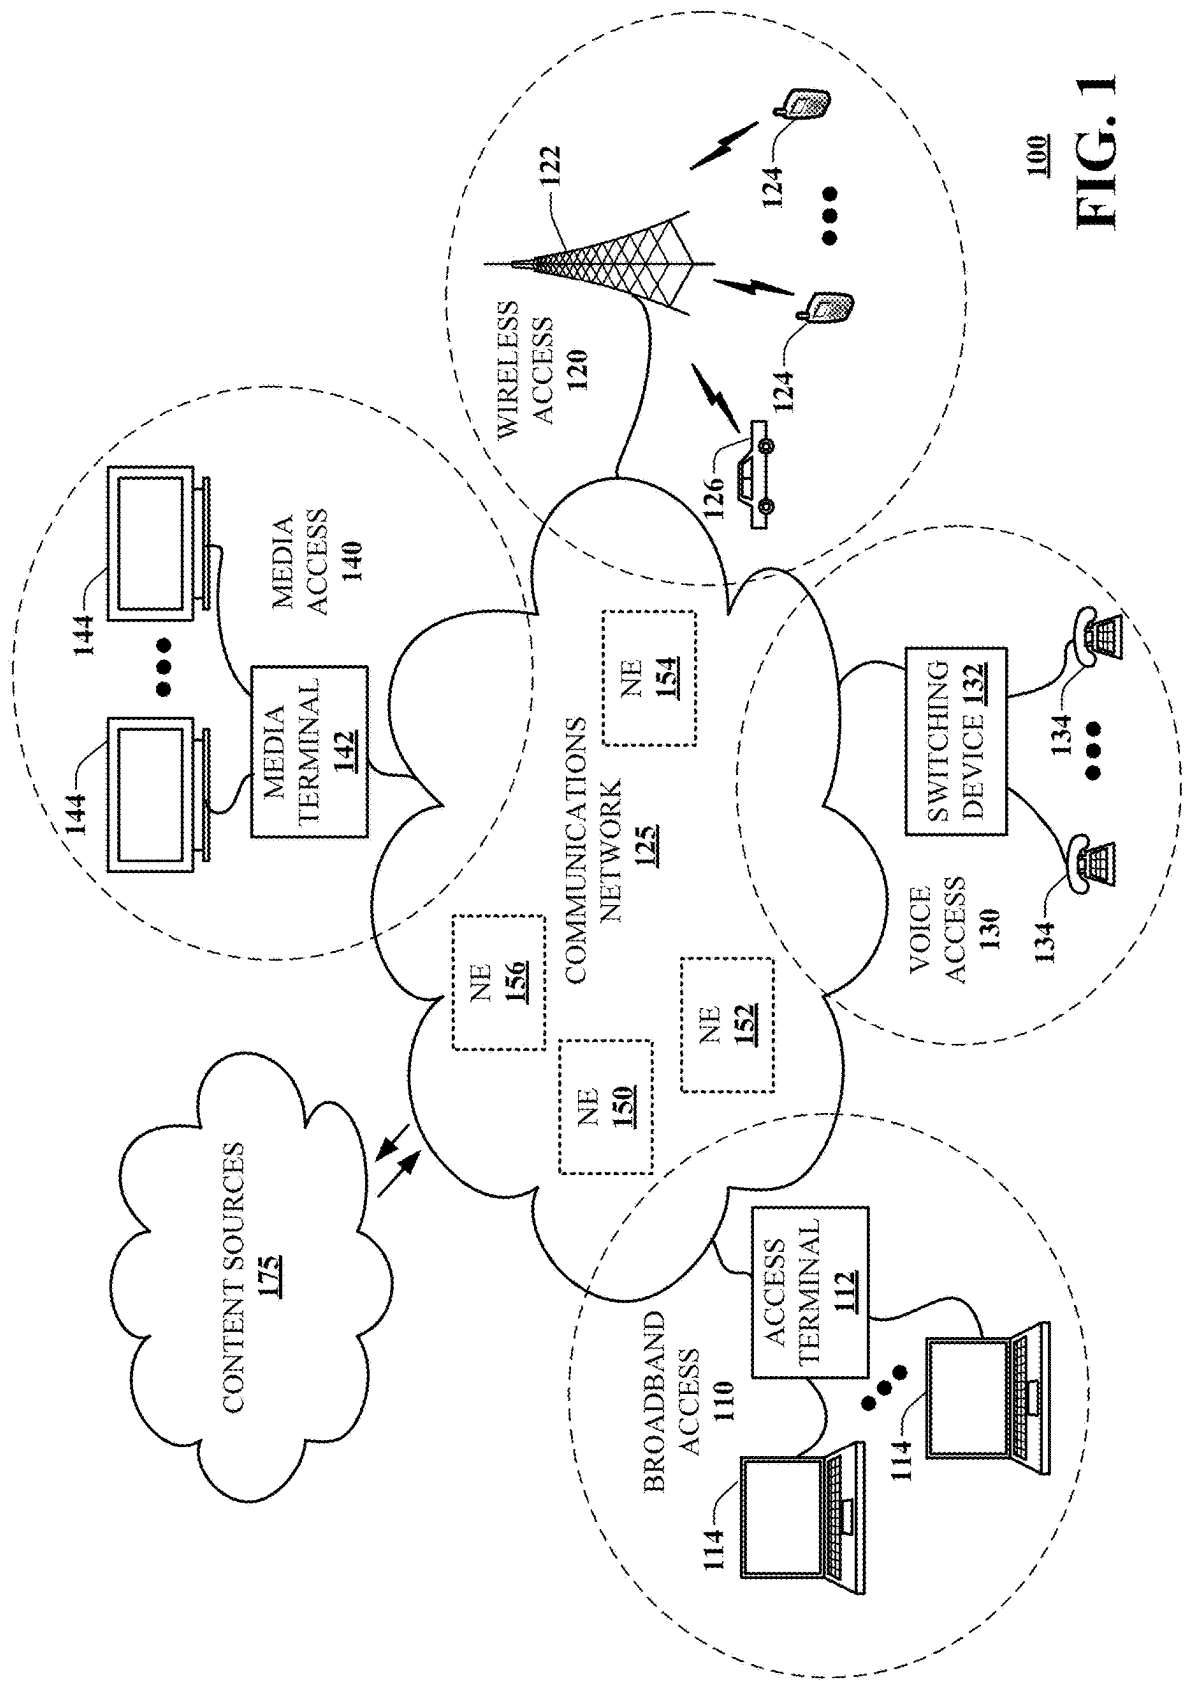 CONTENT SOURCES
175
144
144
MEDIA
TERMINAL
142
MEDIA
ACCESS
140
WIRELESS
ACCESS
120
122
124
124
126
COMMUNICATIONS
NETWORK
125
NE
156
NE
150
NE
152
NE
154
BROADBAND
ACCESS
110
ACCESS
TERMINAL
112
114
114
VOICE
ACCESS
130
SWITCHING
DEVICE 132
134
134
100
FIG. 1